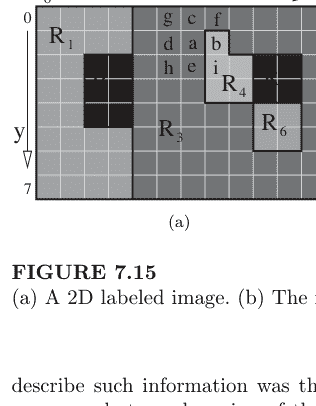 0
g c f
R1
d a b
h e i
R4
y
R3
R6
7
(a)
FIGURE 7.15
(a) A 2D labeled image. (b) The
describe such information was th